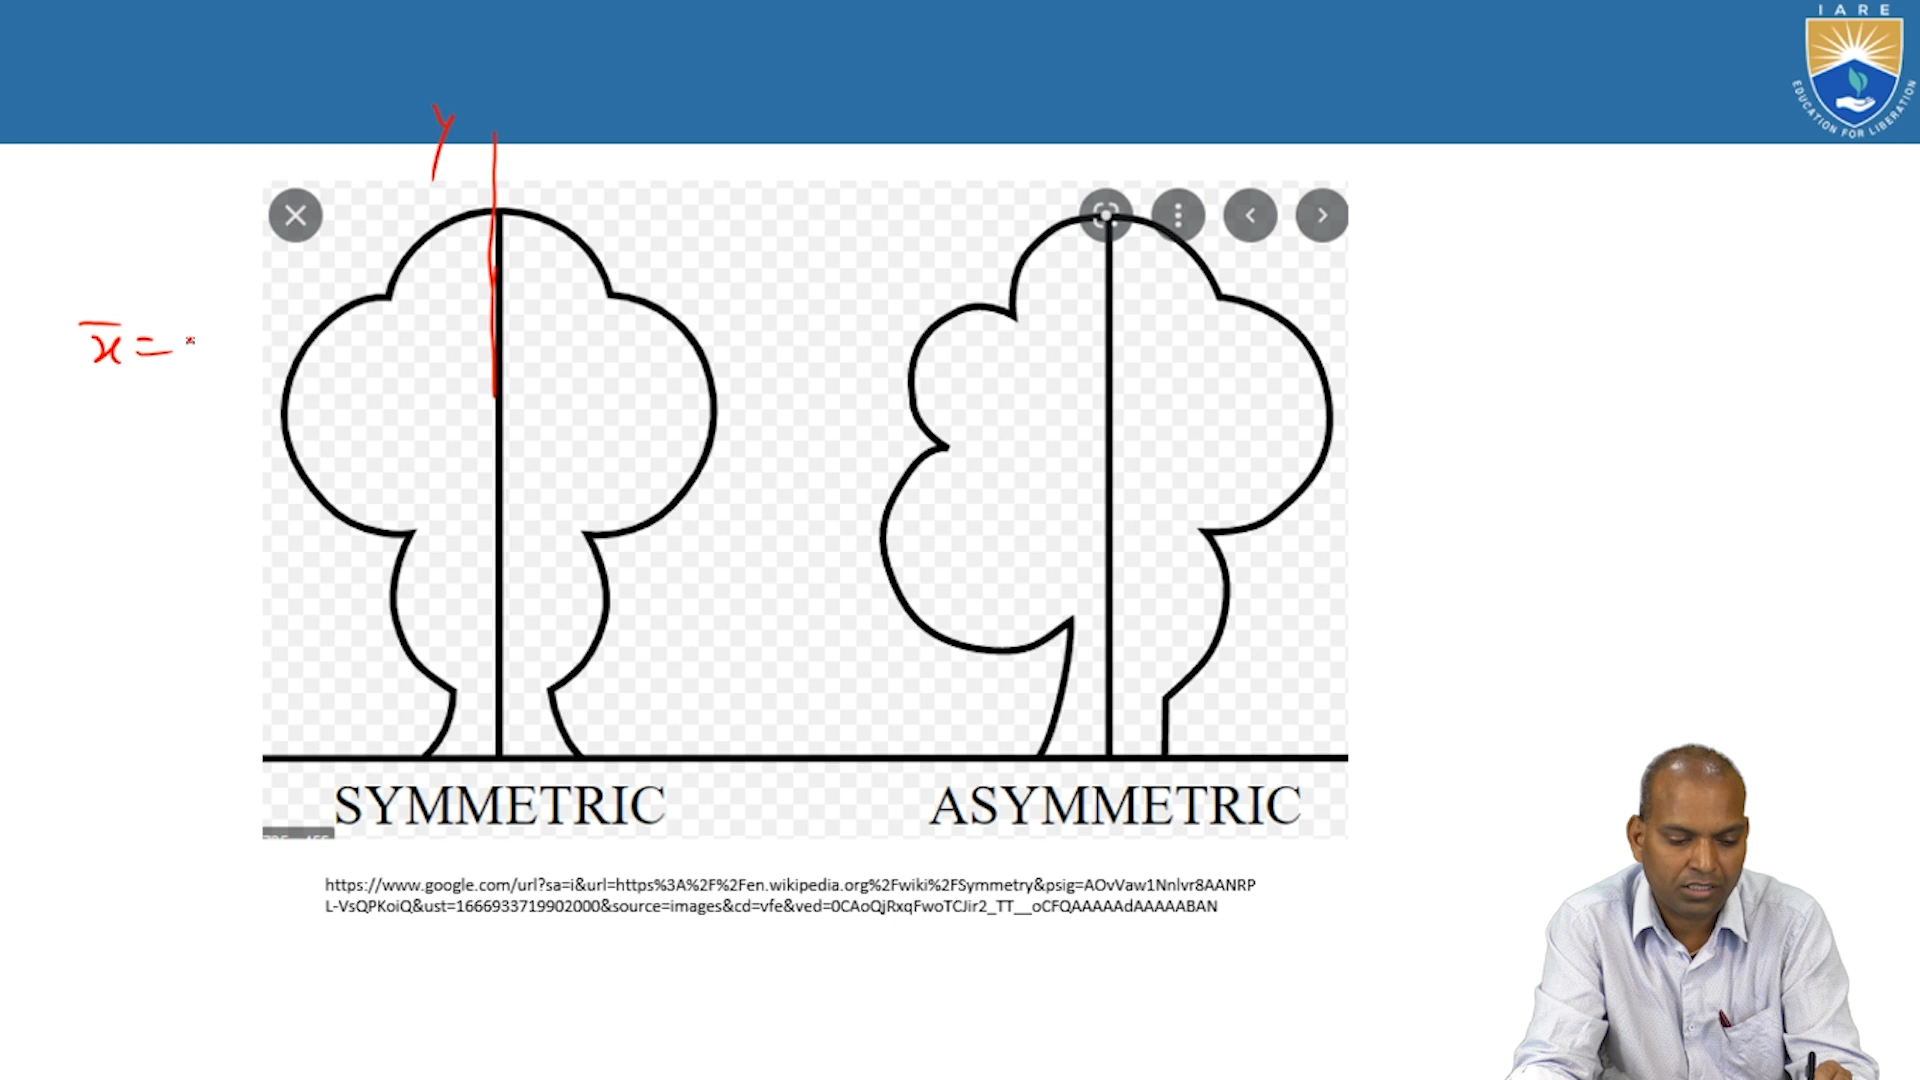 IARE
EDUCATION FOR LIBERATION
y
x̄ =
SYMMETRIC
ASYMMETRIC
https://www.google.com/url?sa=i&url=https%3A%2F%2Fen.wikipedia.org%2Fwiki%2FSymmetry&psig=AOvVaw1Nnlvr8AANRP
L-VsQPKoiQ&ust=1666933719902000&source=images&cd=vfe&ved=0CAoQjRxqFwoTCJir2_TT__oCFQAAAAAdAAAAABAN